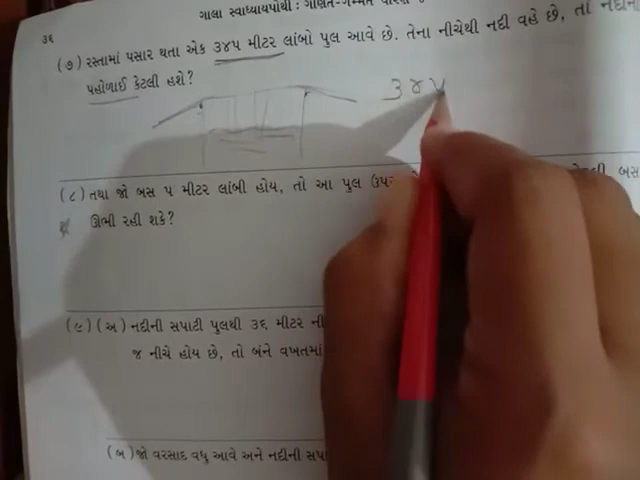 ગાલા સ્વાધ્યાયપોથી : ગણિત-ગમ્મત
૩૬
(૭) રસ્તામાં પસાર થતા એક ૩૪૫ મીટર લાંબો પુલ આવે છે. તેના નીચેથી નદી વહે છે, તો નદીની
પહોળાઈ કેટલી હશે?
૩૪૫
(૮) તથા જો બસ ૫ મીટર લાંબી હોય, તો આ પુલ ઉપર બસ
ઊભી રહી શકે?
(૯) (અ) નદીની સપાટી પુલથી ૩૬ મીટર
જ નીચે હોય છે, તો બંને વખતમાં
(બ) જો વરસાદ વધુ આવે અને નદીની